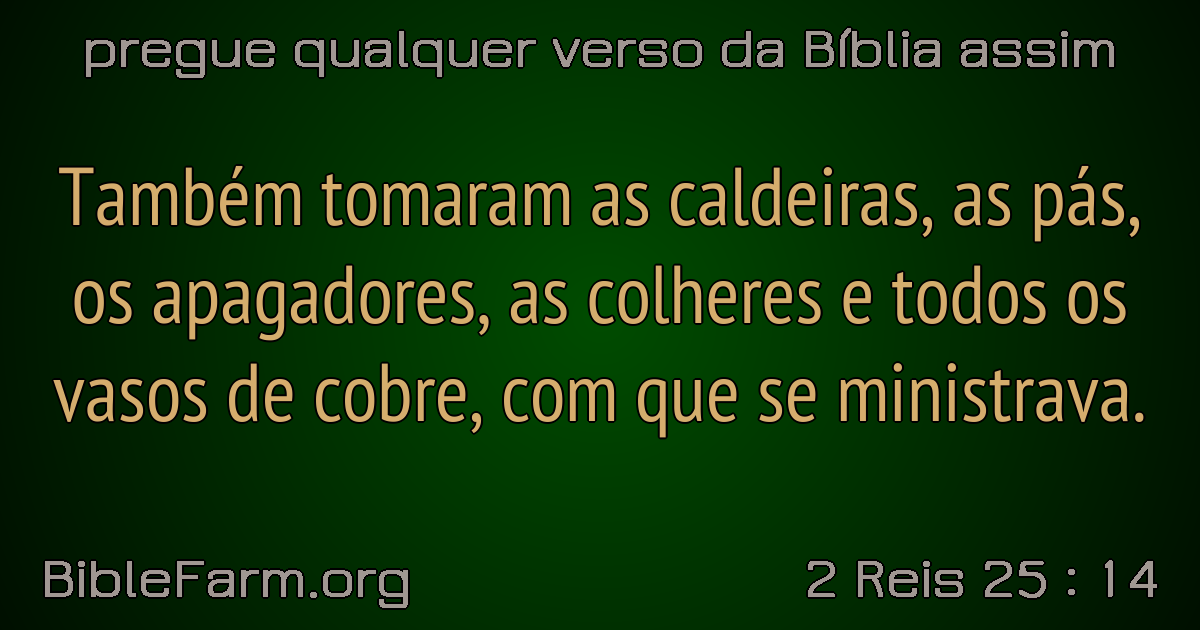 pregue qualquer verso da Bíblia assim
Também tomaram as caldeiras, as pás,
os apagadores, as colheres e todos os
vasos de cobre, com que se ministrava.
BibleFarm.org
2 Reis 25 : 14